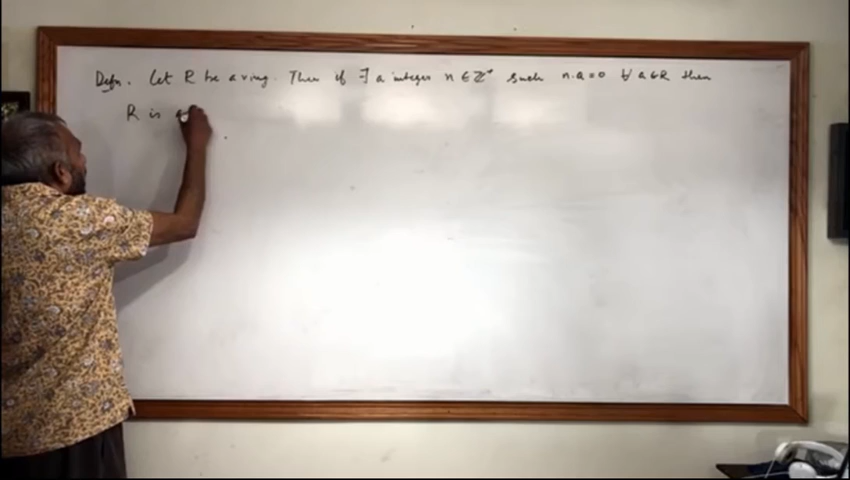 Defn. Let R be a ring. Then if ∃ a integer n ∈ ℤ⁺ such n.a=0 ∀ a∈R then
R is a